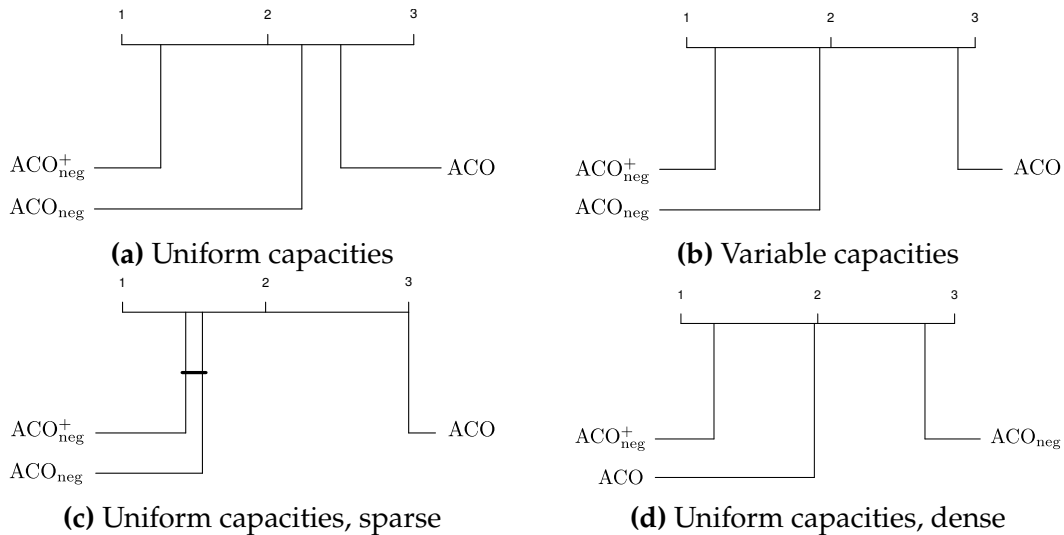 1 2 3
ACO⁺neg
ACO
ACOneg
(a) Uniform capacities
1 2 3
ACO⁺neg
ACO
ACOneg
(b) Variable capacities
1 2 3
ACO⁺neg
ACO
ACOneg
(c) Uniform capacities, sparse
1 2 3
ACO⁺neg
ACOneg
ACO
(d) Uniform capacities, dense